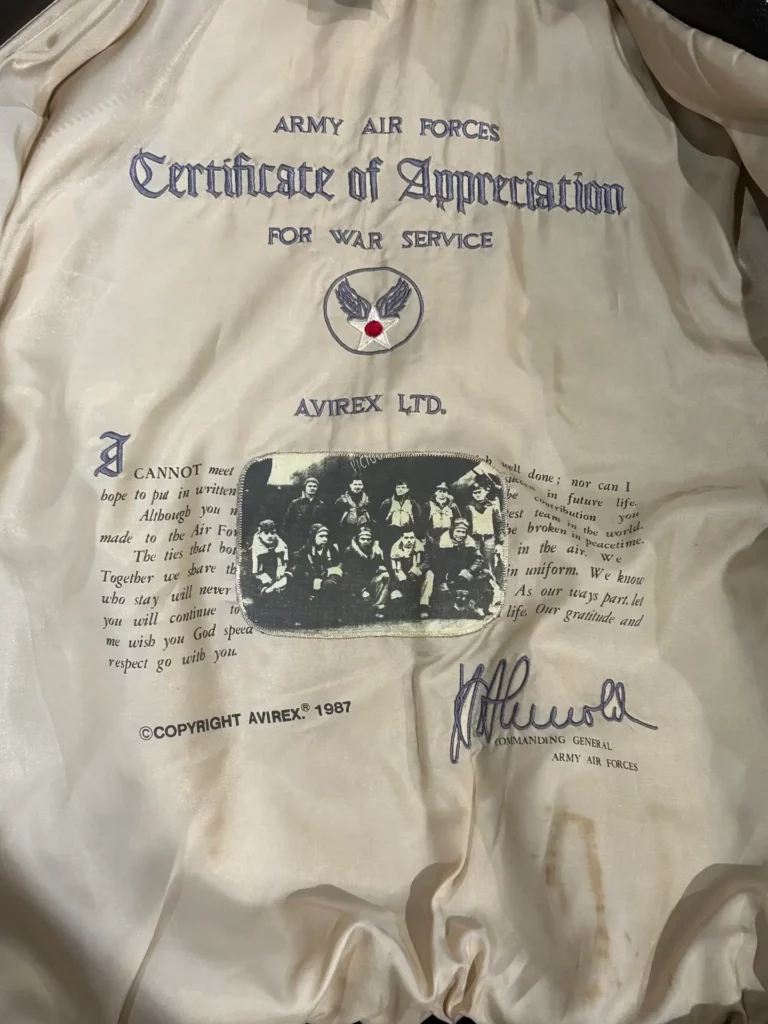 ARMY AIR FORCES
Certificate of Appreciation
FOR WAR SERVICE
AVIREX LTD.
I CANNOT meet well done; nor can I
hope to put in written success in future life.
Although you contribution you
made to the Air For est team in the world.
The ties that bo be broken in peacetime.
Together we share th in the air. We
who stay will never in uniform. We know
you will continue to As our ways part, let
me wish you God speed life. Our gratitude and
respect go with you.
©COPYRIGHT AVIREX.® 1987
H H Arnold
COMMANDING GENERAL
ARMY AIR FORCES